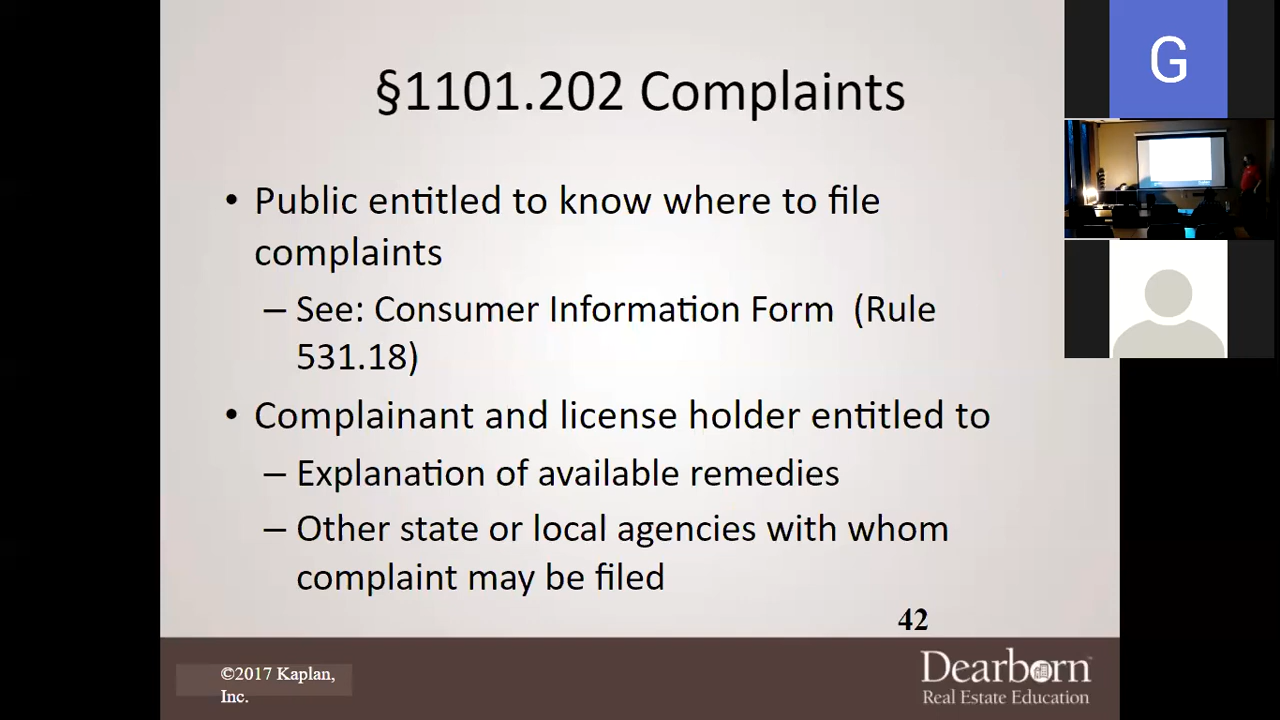 §1101.202 Complaints
• Public entitled to know where to file
complaints
– See: Consumer Information Form (Rule
531.18)
• Complainant and license holder entitled to
– Explanation of available remedies
– Other state or local agencies with whom
complaint may be filed
42
©2017 Kaplan,
Inc.
Dearborn
Real Estate Education
G